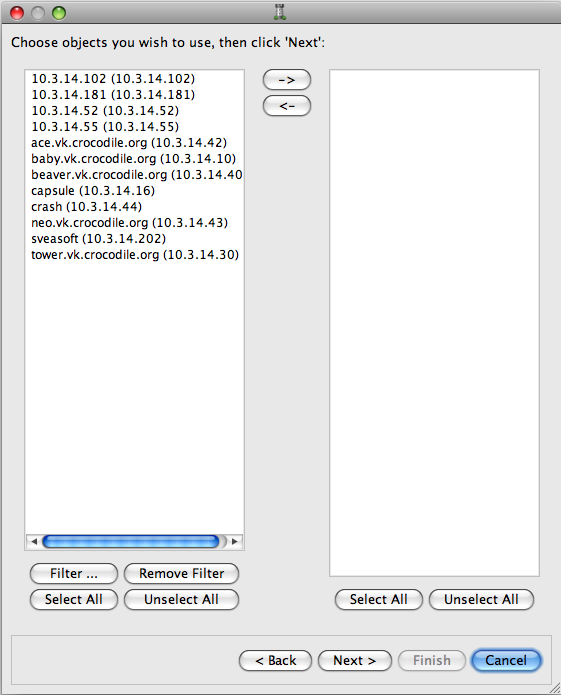 Choose objects you wish to use, then click 'Next':
10.3.14.102 (10.3.14.102)
10.3.14.181 (10.3.14.181)
10.3.14.52 (10.3.14.52)
10.3.14.55 (10.3.14.55)
ace.vk.crocodile.org (10.3.14.42)
baby.vk.crocodile.org (10.3.14.10)
beaver.vk.crocodile.org (10.3.14.40
capsule (10.3.14.16)
crash (10.3.14.44)
neo.vk.crocodile.org (10.3.14.43)
sveasoft (10.3.14.202)
tower.vk.crocodile.org (10.3.14.30)
->
<-
Filter ... Remove Filter
Select All Unselect All Select All Unselect All
< Back Next > Finish Cancel